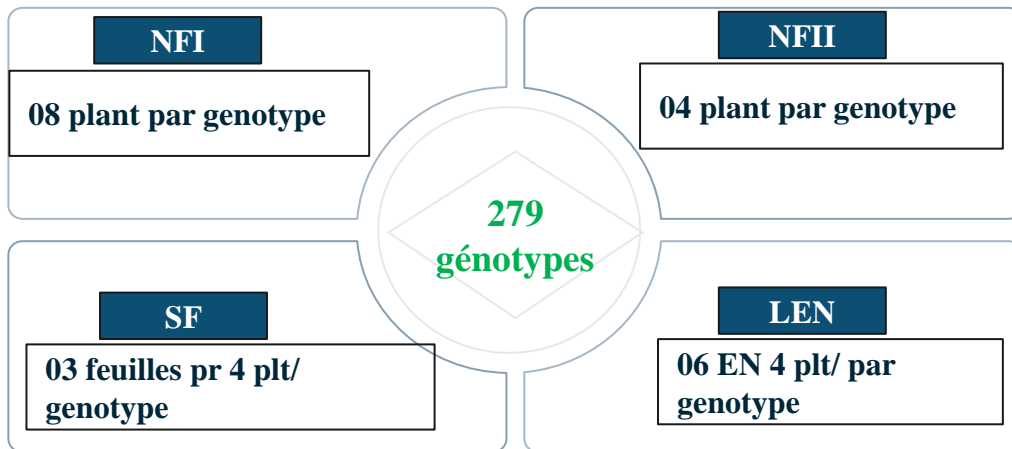 NFI
08 plant par genotype
NFII
04 plant par genotype
279
génotypes
SF
03 feuilles pr 4 plt/
genotype
LEN
06 EN 4 plt/ par
genotype